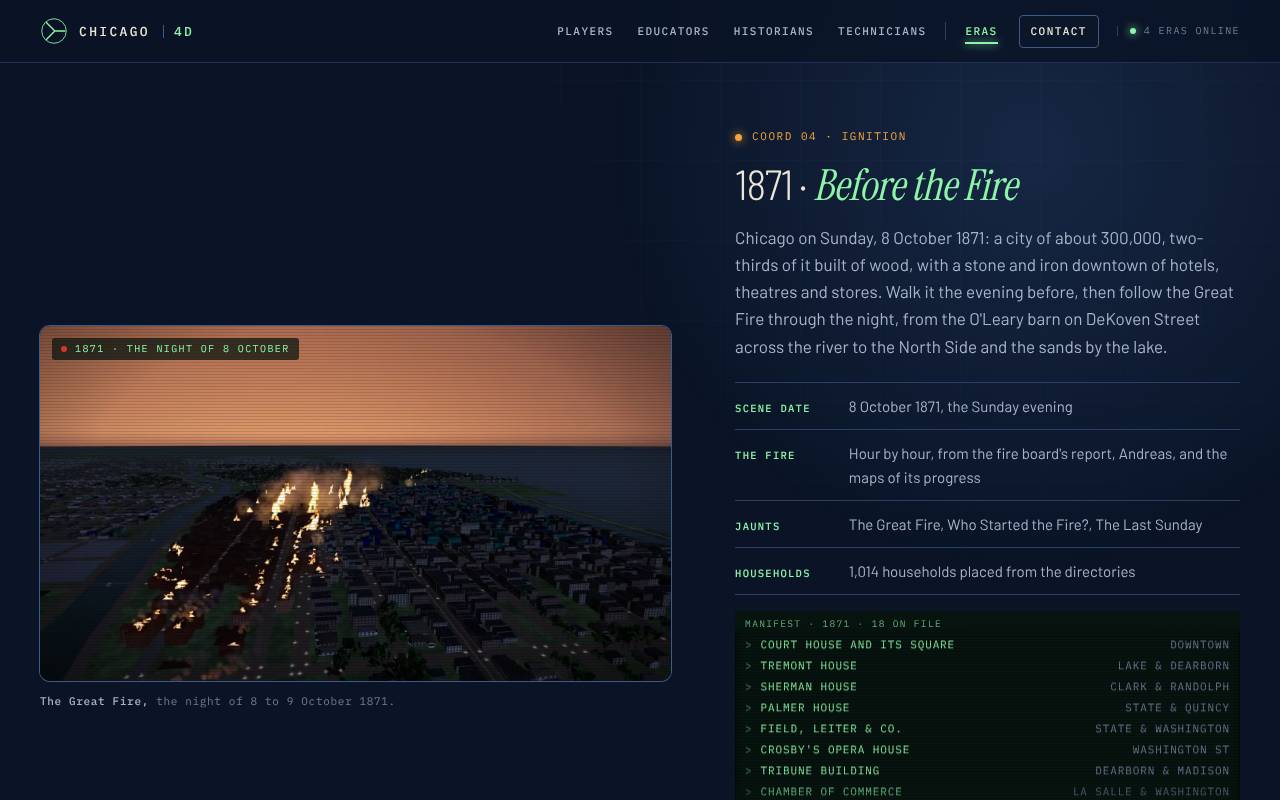 CHICAGO | 4D
PLAYERS EDUCATORS HISTORIANS TECHNICIANS ERAS CONTACT 4 ERAS ONLINE
COORD 04 · IGNITION
1871 · Before the Fire
Chicago on Sunday, 8 October 1871: a city of about 300,000, two-
thirds of it built of wood, with a stone and iron downtown of hotels,
theatres and stores. Walk it the evening before, then follow the Great
Fire through the night, from the O'Leary barn on DeKoven Street
across the river to the North Side and the sands by the lake.
1871 · THE NIGHT OF 8 OCTOBER
The Great Fire, the night of 8 to 9 October 1871.
SCENE DATE 8 October 1871, the Sunday evening
THE FIRE Hour by hour, from the fire board's report, Andreas, and the
maps of its progress
JAUNTS The Great Fire, Who Started the Fire?, The Last Sunday
HOUSEHOLDS 1,014 households placed from the directories
MANIFEST · 1871 · 18 ON FILE
> COURT HOUSE AND ITS SQUARE DOWNTOWN
> TREMONT HOUSE LAKE & DEARBORN
> SHERMAN HOUSE CLARK & RANDOLPH
> PALMER HOUSE STATE & QUINCY
> FIELD, LEITER & CO. STATE & WASHINGTON
> CROSBY'S OPERA HOUSE WASHINGTON ST
> TRIBUNE BUILDING DEARBORN & MADISON
> CHAMBER OF COMMERCE LA SALLE & WASHINGTON